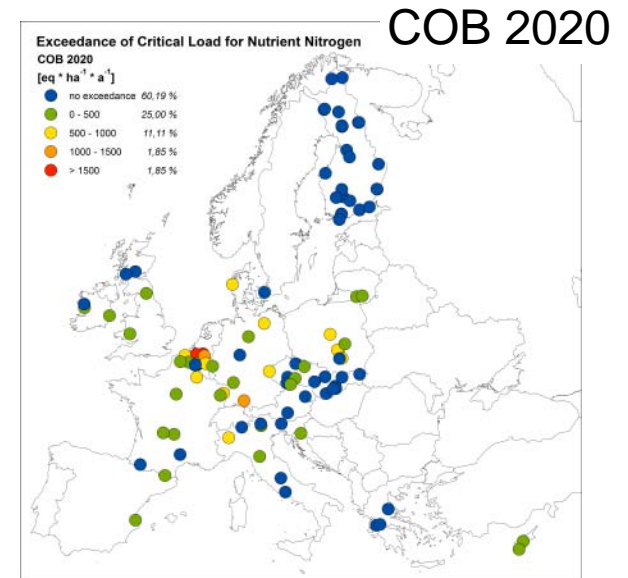 COB 2020
Exceedance of Critical Load for Nutrient Nitrogen
COB 2020
[eq * ha⁻¹ * a⁻¹]
no exceedance 60,19 %
0 - 500 25,00 %
500 - 1000 11,11 %
1000 - 1500 1,85 %
> 1500 1,85 %